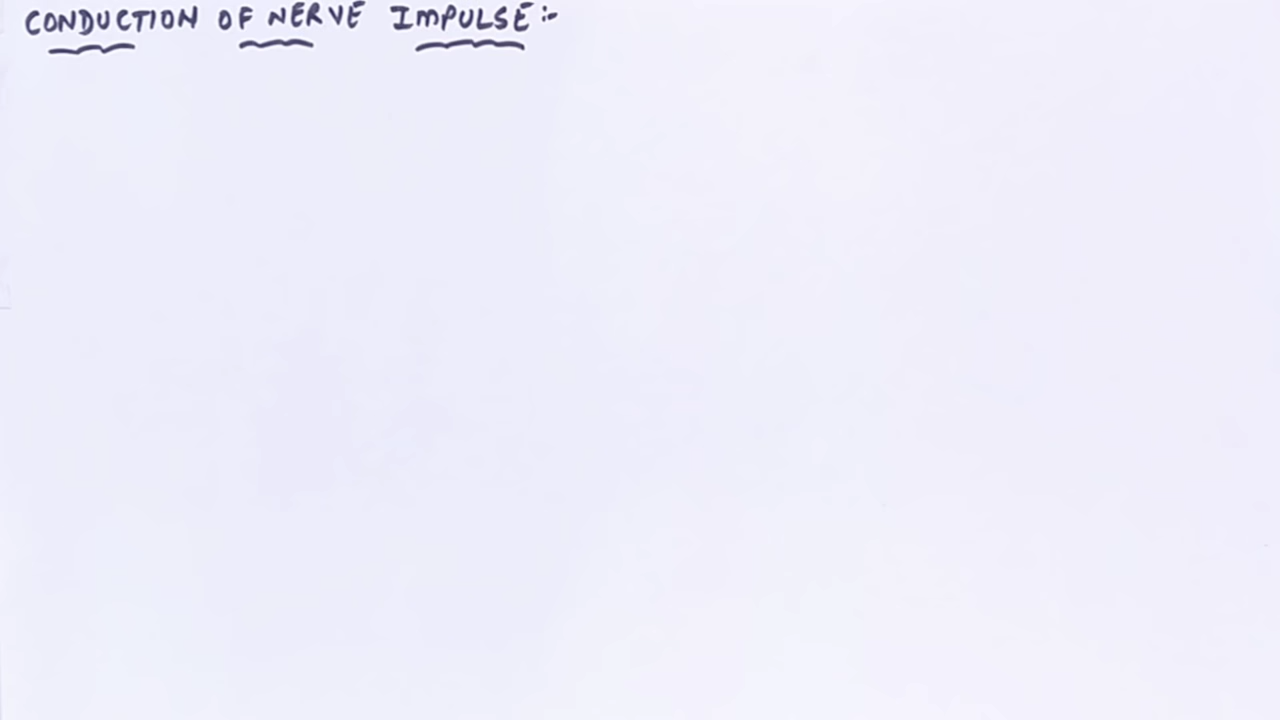 CONDUCTION OF NERVE IMPULSE :-